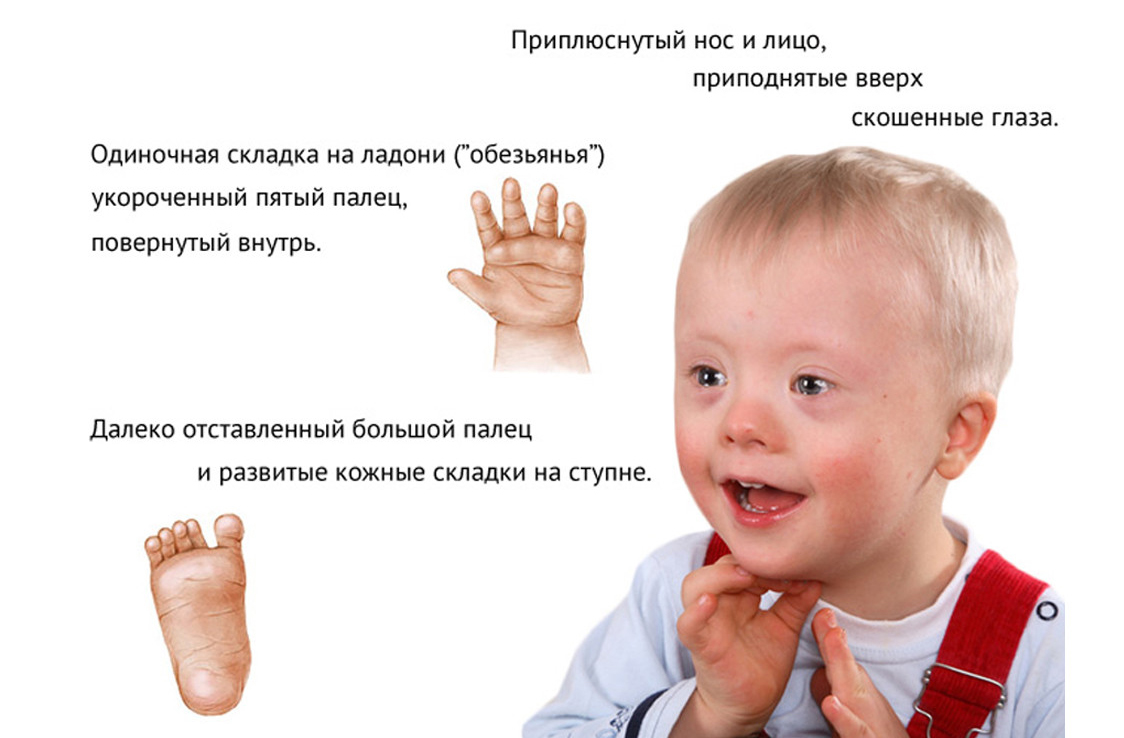 Приплюснутый нос и лицо,
приподнятые вверх
скошенные глаза.
Одиночная складка на ладони (”обезьянья”)
укороченный пятый палец,
повернутый внутрь.
Далеко отставленный большой палец
и развитые кожные складки на ступне.